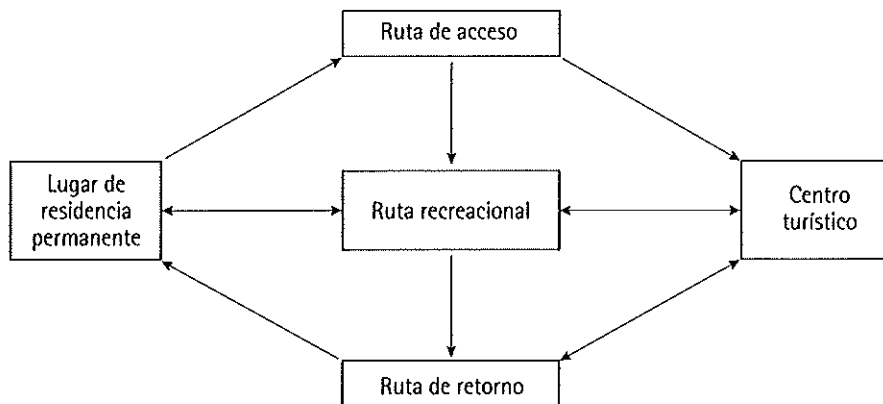 Ruta de acceso
Lugar de
residencia
permanente
Ruta recreacional
Centro
turístico
Ruta de retorno